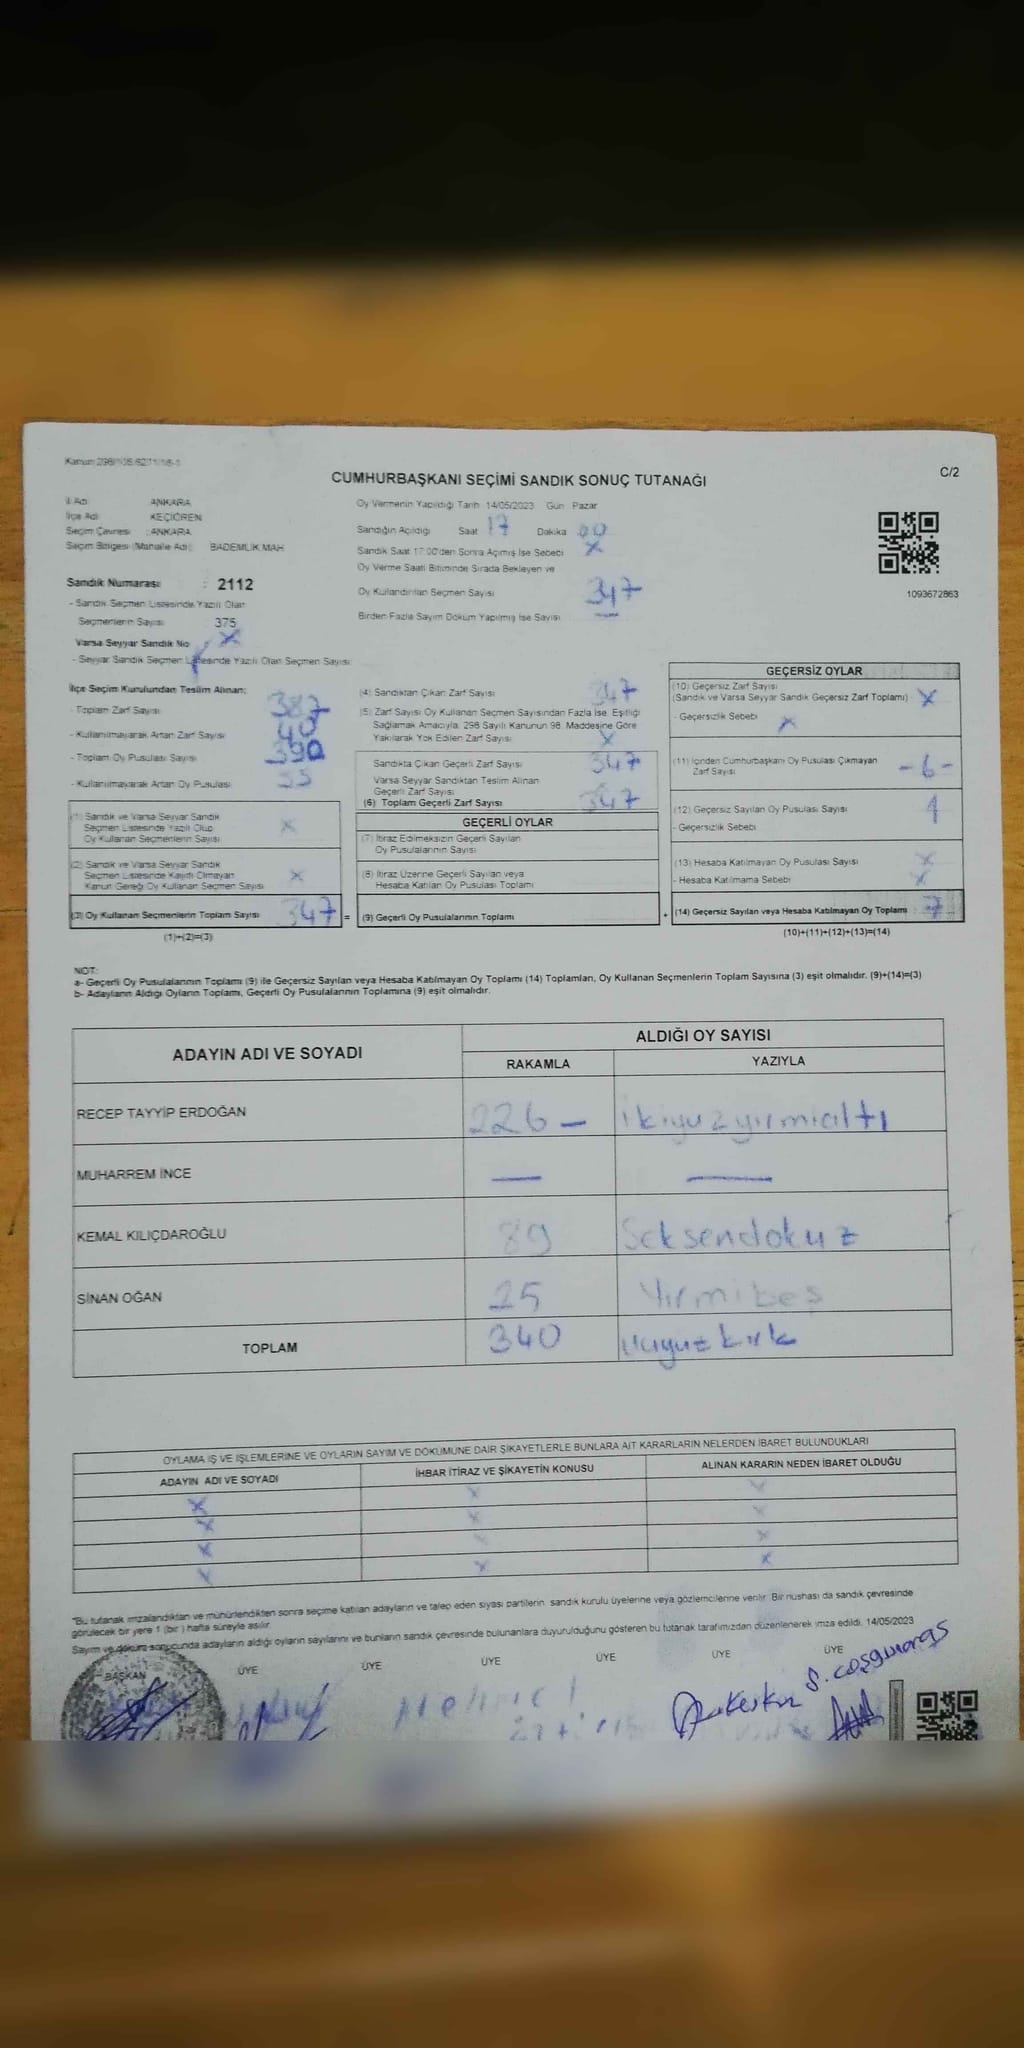 Kanun:298/105/6271/16-1
C/2
CUMHURBAŞKANI SEÇİMİ SANDIK SONUÇ TUTANAĞI
İl Adı ANKARA
İlçe Adı KEÇİÖREN
Seçim Çevresi : ANKARA
Seçim Bölgesi (Mahalle Adı) BADEMLİK MAH
Oy Vermenin Yapıldığı Tarih 14/05/2023 Gün Pazar
Sandığın Açıldığı Saat 17 Dakika 00
Sandık Saat 17:00'den Sonra Açılmış İse Sebebi X
Oy Verme Saati Bitiminde Sırada Bekleyen ve
Oy Kullandırılan Seçmen Sayısı 347
Birden Fazla Sayım Döküm Yapılmış İse Sayısı —
1093672863
Sandık Numarası : 2112
- Sandık Seçmen Listesinde Yazılı Olan
Seçmenlerin Sayısı 375
Varsa Seyyar Sandık No X
- Seyyar Sandık Seçmen Listesinde Yazılı Olan Seçmen Sayısı
İlçe Seçim Kurulundan Teslim Alınan:
- Toplam Zarf Sayısı 387
- Kullanılmayarak Artan Zarf Sayısı 40
- Toplam Oy Pusulası Sayısı 390
- Kullanılmayarak Artan Oy Pusulası
(1) Sandık ve Varsa Seyyar Sandık
Seçmen Listesinde Yazılı Olup
Oy Kullanan Seçmenlerin Sayısı X
(2) Sandık ve Varsa Seyyar Sandık
Seçmen Listesinde Kayıtlı Olmayan
Kanun Gereği Oy Kullanan Seçmen Sayısı X
(3) Oy Kullanan Seçmenlerin Toplam Sayısı 347 =
(1)+(2)=(3)
(4) Sandıktan Çıkan Zarf Sayısı 347
(5) Zarf Sayısı Oy Kullanan Seçmen Sayısından Fazla İse, Eşitliği
Sağlamak Amacıyla, 298 Sayılı Kanunun 98. Maddesine Göre
Yakılarak Yok Edilen Zarf Sayısı X
Sandıkta Çıkan Geçerli Zarf Sayısı 347
Varsa Seyyar Sandıktan Teslim Alınan
Geçerli Zarf Sayısı
(6) Toplam Geçerli Zarf Sayısı 347
GEÇERLİ OYLAR
(7) İtiraz Edilmeksizin Geçerli Sayılan
Oy Pusulalarının Sayısı
(8) İtiraz Üzerine Geçerli Sayılan veya
Hesaba Katılan Oy Pusulası Toplamı
(9) Geçerli Oy Pusulalarının Toplamı +
GEÇERSİZ OYLAR
(10) Geçersiz Zarf Sayısı
(Sandık ve Varsa Seyyar Sandık Geçersiz Zarf Toplamı) X
- Geçersizlik Sebebi X
(11) İçinden Cumhurbaşkanı Oy Pusulası Çıkmayan
Zarf Sayısı -6-
(12) Geçersiz Sayılan Oy Pusulası Sayısı 1
- Geçersizlik Sebebi
(13) Hesaba Katılmayan Oy Pusulası Sayısı X
- Hesaba Katılmama Sebebi X
(14) Geçersiz Sayılan veya Hesaba Katılmayan Oy Toplamı 7
(10)+(11)+(12)+(13)=(14)
NOT:
a- Geçerli Oy Pusulalarının Toplamı (9) ile Geçersiz Sayılan veya Hesaba Katılmayan Oy Toplamı (14) Toplamları, Oy Kullanan Seçmenlerin Toplam Sayısına (3) eşit olmalıdır. (9)+(14)=(3)
b- Adayların Aldığı Oyların Toplamı, Geçerli Oy Pusulalarının Toplamına (9) eşit olmalıdır.
ADAYIN ADI VE SOYADI ALDIĞI OY SAYISI
RAKAMLA YAZIYLA
RECEP TAYYİP ERDOĞAN 226 — ikiyuzyirmialtı
MUHARREM İNCE — —
KEMAL KILIÇDAROĞLU 89 Seksendokuz
SİNAN OĞAN 25 Yirmibeş
TOPLAM 340 Uçyuzkırk
OYLAMA İŞ VE İŞLEMLERİNE VE OYLARIN SAYIM VE DÖKÜMÜNE DAİR ŞİKAYETLERLE BUNLARA AİT KARARLARIN NELERDEN İBARET BULUNDUKLARI
ADAYIN ADI VE SOYADI İHBAR İTİRAZ VE ŞİKAYETİN KONUSU ALINAN KARARIN NEDEN İBARET OLDUĞU
X X X
X X X
X X X
X X X
"Bu tutanak imzalandıktan ve mühürlendikten sonra seçime katılan adayların ve talep eden siyasi partilerin, sandık kurulu üyelerine veya gözlemcilerine verilir. Bir nushası da sandık çevresinde
görülecek bir yere 1 (bir ) hafta süreyle asılır.
Sayım ve döküm sonucunda adayların aldığı oyların sayılarını ve bunların sandık çevresinde bulunanlara duyurulduğunu gösteren bu tutanak tarafımızdan düzenlenerek imza edildi. 14/05/2023
BAŞKAN ÜYE ÜYE ÜYE ÜYE ÜYE ÜYE
Mehmet